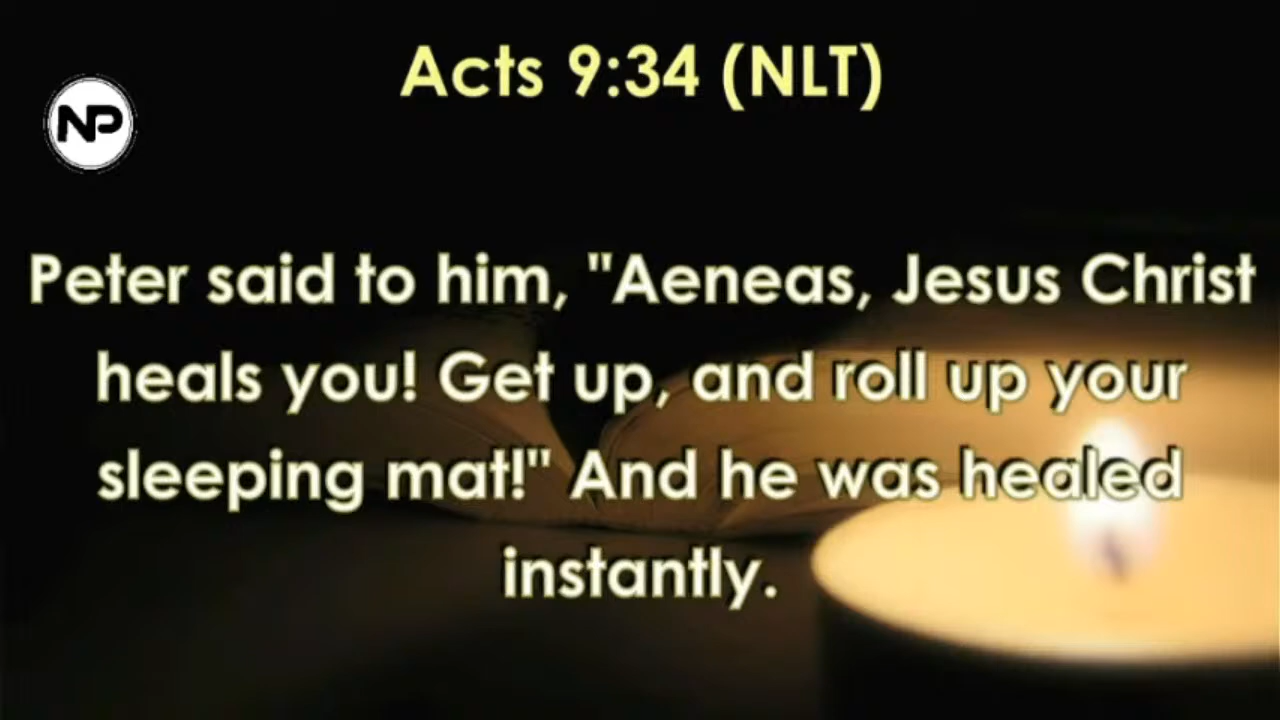 Acts 9:34 (NLT)
NP
Peter said to him, "Aeneas, Jesus Christ
heals you! Get up, and roll up your
sleeping mat!" And he was healed
instantly.